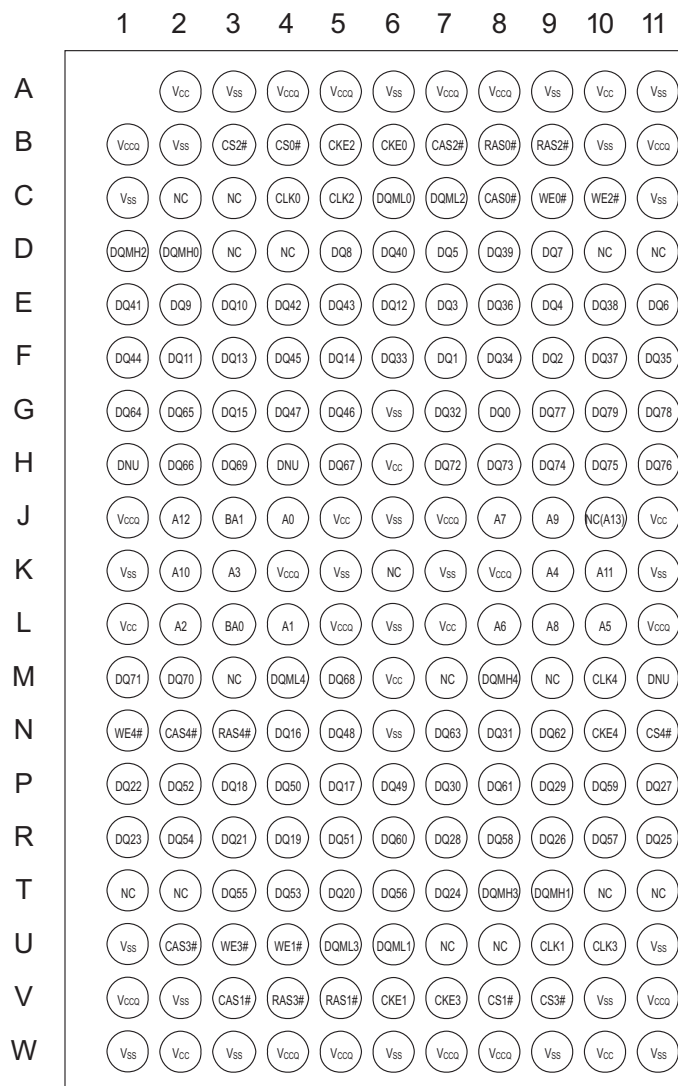 1 2 3 4 5 6 7 8 9 10 11
A VCC VSS VCCQ VCCQ VSS VCCQ VCCQ VSS VCC VSS
B VCCQ VSS CS2# CS0# CKE2 CKE0 CAS2# RAS0# RAS2# VSS VCCQ
C VSS NC NC CLK0 CLK2 DQML0 DQML2 CAS0# WE0# WE2# VSS
D DQMH2 DQMH0 NC NC DQ8 DQ40 DQ5 DQ39 DQ7 NC NC
E DQ41 DQ9 DQ10 DQ42 DQ43 DQ12 DQ3 DQ36 DQ4 DQ38 DQ6
F DQ44 DQ11 DQ13 DQ45 DQ14 DQ33 DQ1 DQ34 DQ2 DQ37 DQ35
G DQ64 DQ65 DQ15 DQ47 DQ46 VSS DQ32 DQ0 DQ77 DQ79 DQ78
H DNU DQ66 DQ69 DNU DQ67 VCC DQ72 DQ73 DQ74 DQ75 DQ76
J VCCQ A12 BA1 A0 VCC VSS VCCQ A7 A9 NC(A13) VCC
K VSS A10 A3 VCCQ VSS NC VSS VCCQ A4 A11 VSS
L VCC A2 BA0 A1 VCCQ VSS VCC A6 A8 A5 VCCQ
M DQ71 DQ70 NC DQML4 DQ68 VCC NC DQMH4 NC CLK4 DNU
N WE4# CAS4# RAS4# DQ16 DQ48 VSS DQ63 DQ31 DQ62 CKE4 CS4#
P DQ22 DQ52 DQ18 DQ50 DQ17 DQ49 DQ30 DQ61 DQ29 DQ59 DQ27
R DQ23 DQ54 DQ21 DQ19 DQ51 DQ60 DQ28 DQ58 DQ26 DQ57 DQ25
T NC NC DQ55 DQ53 DQ20 DQ56 DQ24 DQMH3 DQMH1 NC NC
U VSS CAS3# WE3# WE1# DQML3 DQML1 NC NC CLK1 CLK3 VSS
V VCCQ VSS CAS1# RAS3# RAS1# CKE1 CKE3 CS1# CS3# VSS VCCQ
W VSS VCC VSS VCCQ VCCQ VSS VCCQ VCCQ VSS VCC VSS